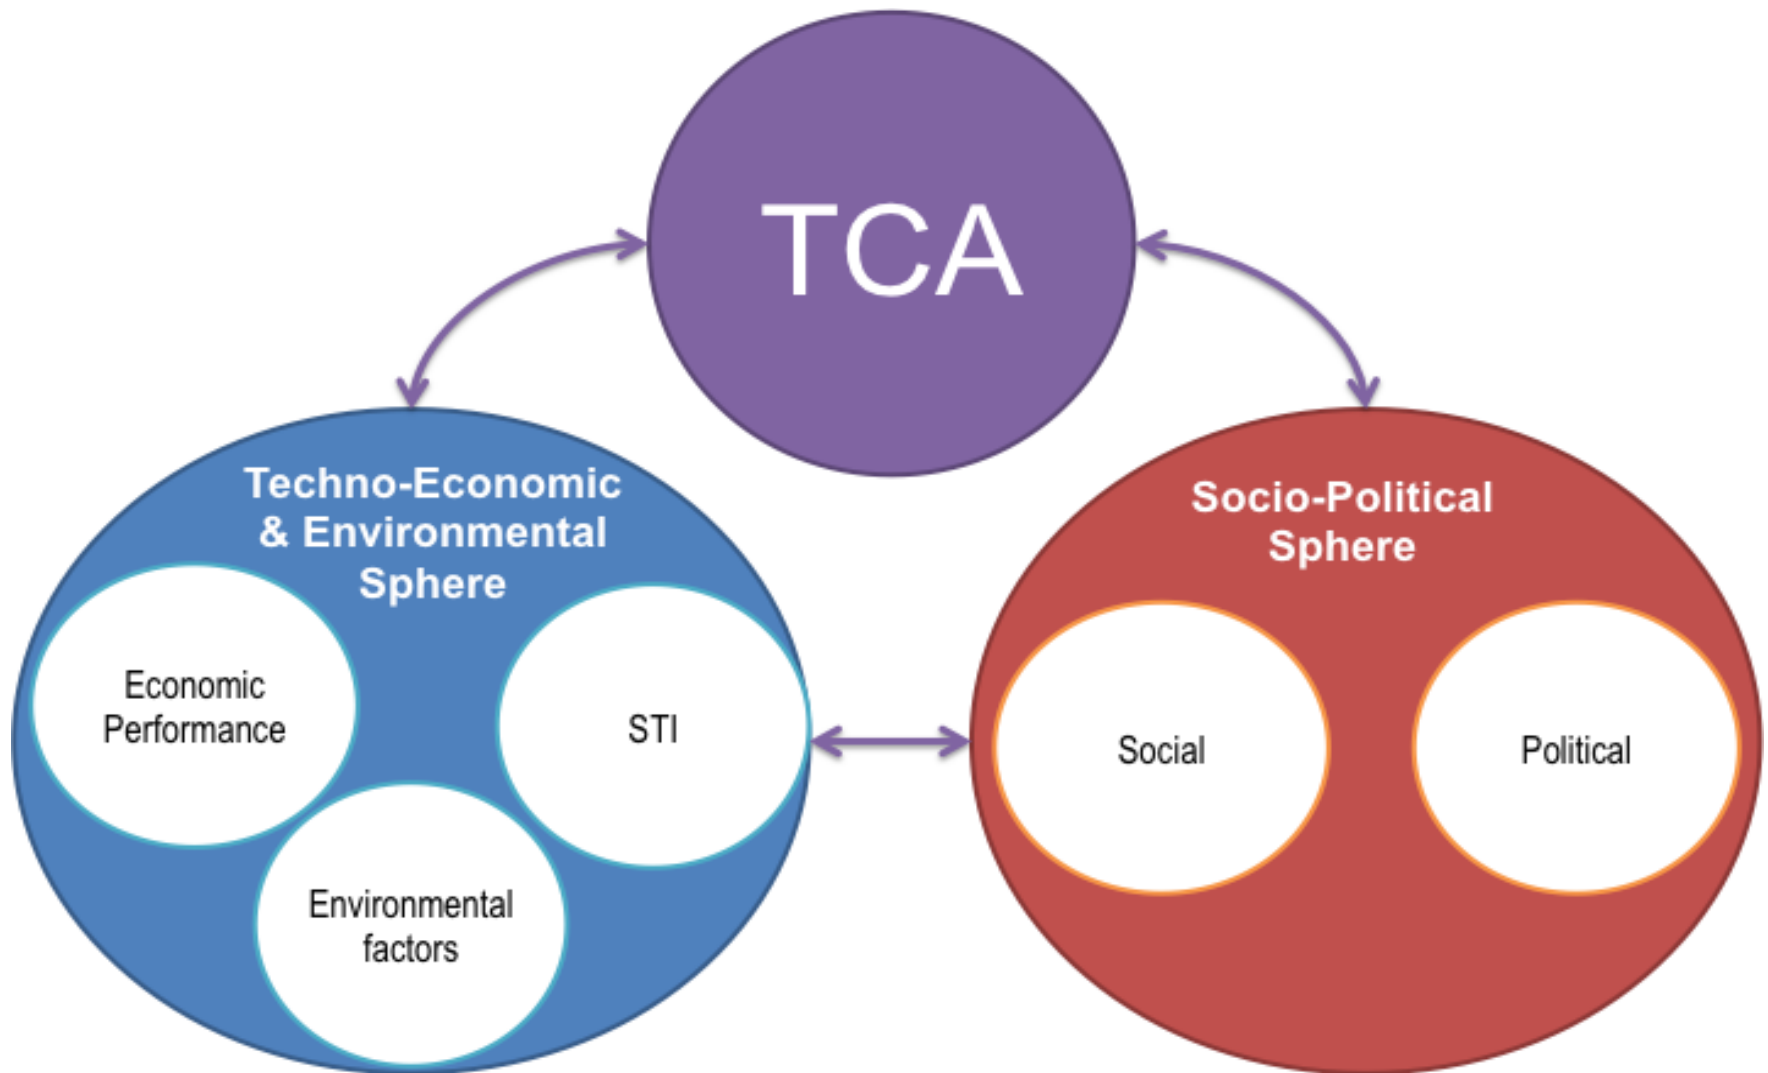 TCA
Techno-Economic
& Environmental
Sphere
Economic
Performance
STI
Environmental
factors
Socio-Political
Sphere
Social
Political